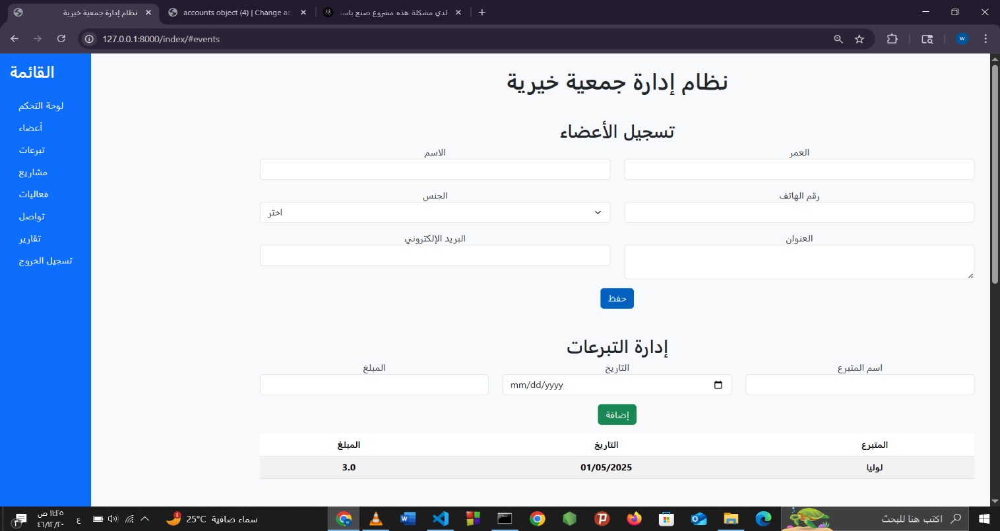 نظام إدارة جمعية خيرية
accounts object (4) | Change ac
لدي مشكلة هذه مشروع صنع باست
127.0.0.1:8000/index/#events
القائمة
لوحة التحكم
أعضاء
تبرعات
مشاريع
فعاليات
تواصل
تقارير
تسجيل الخروج
نظام إدارة جمعية خيرية
تسجيل الأعضاء
الاسم
العمر
الجنس
رقم الهاتف
اختر
البريد الإلكتروني
العنوان
حفظ
إدارة التبرعات
اسم المتبرع
التاريخ
المبلغ
mm/dd/yyyy
إضافة
المتبرع
التاريخ
المبلغ
لوليا
01/05/2025
3.0
اكتب هنا للبحث
25°C سماء صافية
ع
١١:٢٥ ص
٤٦/١٢/٢٠